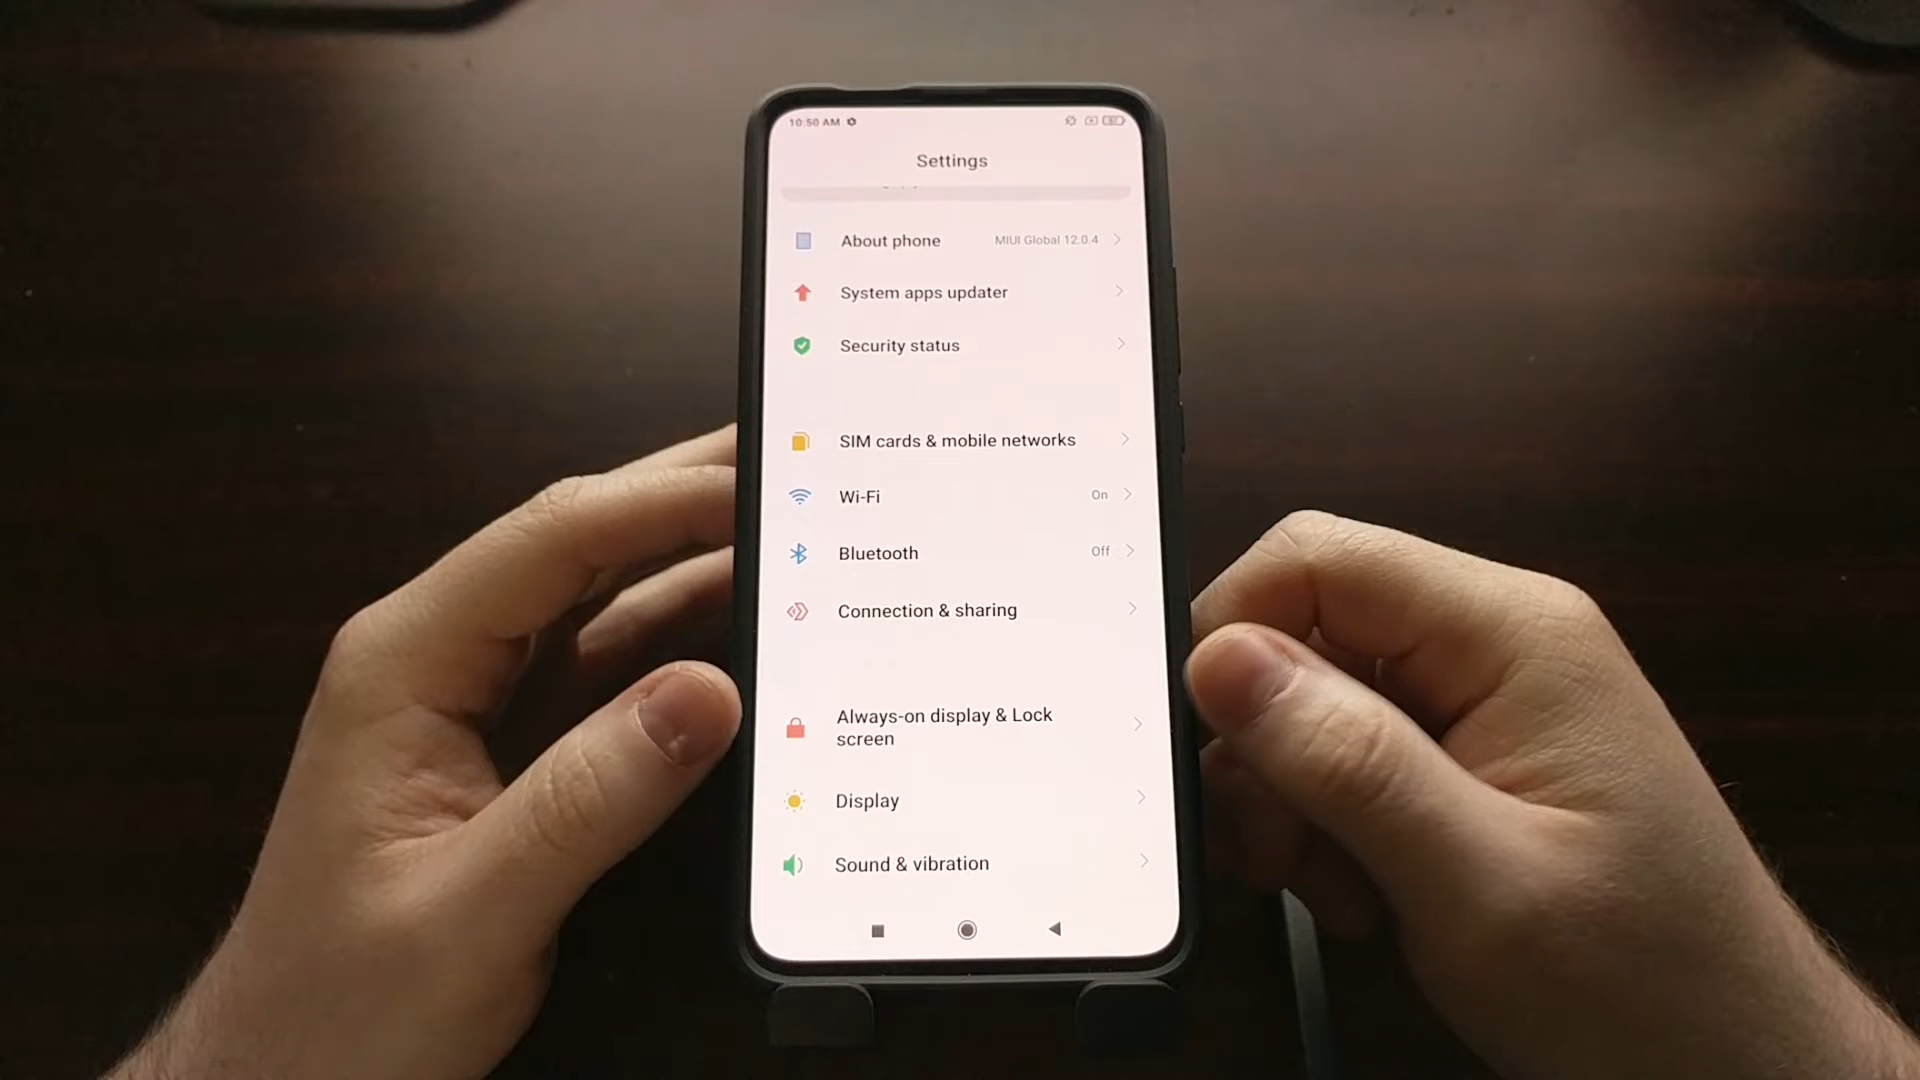 10:50 AM
Settings
About phone MIUI Global 12.0.4
System apps updater
Security status
SIM cards & mobile networks
Wi-Fi On
Bluetooth Off
Connection & sharing
Always-on display & Lock
screen
Display
Sound & vibration